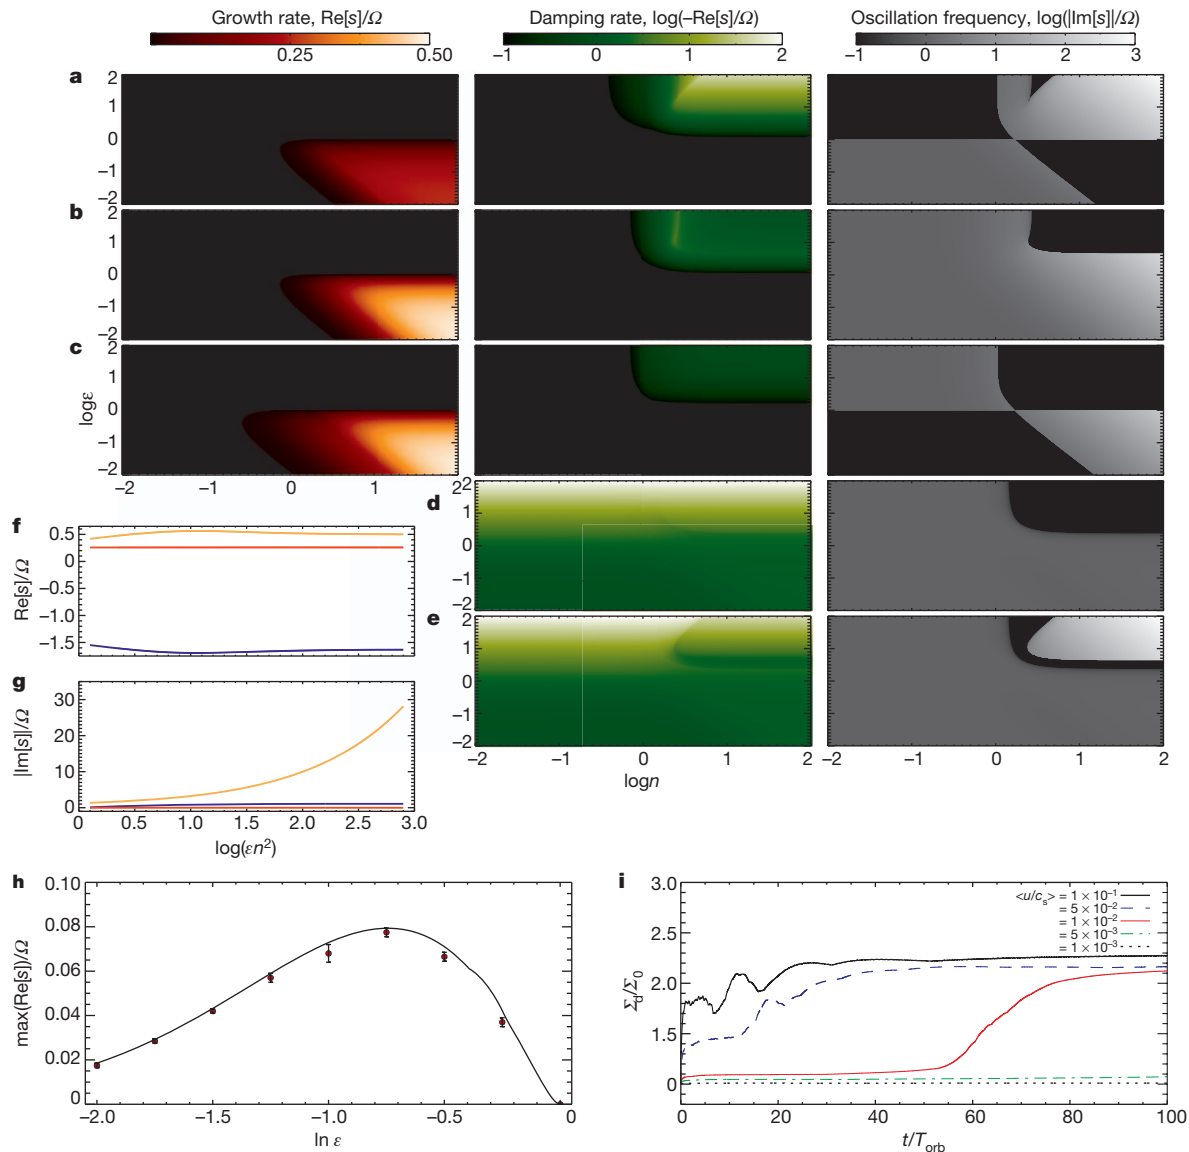 Growth rate, Re[s]/Ω
Damping rate, log(–Re[s]/Ω)
Oscillation frequency, log(|Im[s]|/Ω)
0.25 0.50
−1 0 1 2
−1 0 1 2 3
a
2
1
0
−1
−2
b
2
1
0
−1
−2
c
2
1
0
−1
−2
logε
−2 −1 0 1 2
d
22
1
0
−1
−2
e
2
1
0
−1
−2
−2 −1 0 1 2
logn
−2 −1 0 1 2
f
0.5
0
−0.5
−1.0
−1.5
Re[s]/Ω
g
30
20
10
0
|Im[s]|/Ω
0 0.5 1.0 1.5 2.0 2.5 3.0
log(εn²)
h
0.10
0.08
0.06
0.04
0.02
0
max(Re[s])/Ω
−2.0 −1.5 −1.0 −0.5 0
ln ε
i
3.0
2.2
2.0
1.5
1
0
Σd/Σ0
<u/cs> = 1 × 10⁻¹
= 5 × 10⁻²
= 1 × 10⁻²
= 5 × 10⁻³
= 1 × 10⁻³
0 20 40 60 80 100
t/Torb